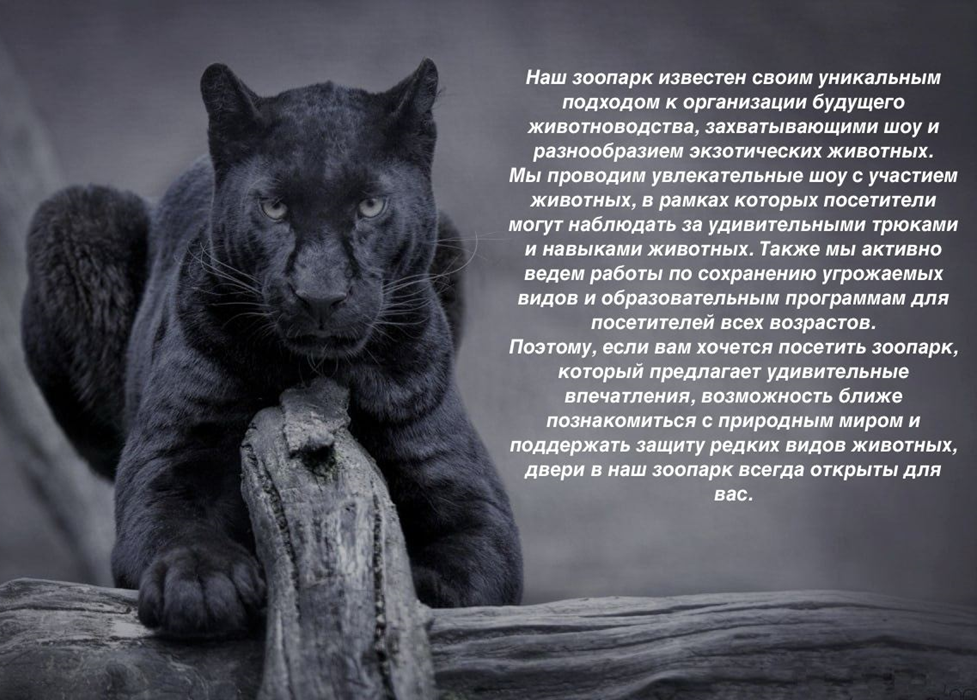 Наш зоопарк известен своим уникальным
подходом к организации будущего
животноводства, захватывающими шоу и
разнообразием экзотических животных.
Мы проводим увлекательные шоу с участием
животных, в рамках которых посетители
могут наблюдать за удивительными трюками
и навыками животных. Также мы активно
ведем работы по сохранению угрожаемых
видов и образовательным программам для
посетителей всех возрастов.
Поэтому, если вам хочется посетить зоопарк,
который предлагает удивительные
впечатления, возможность ближе
познакомиться с природным миром и
поддержать защиту редких видов животных,
двери в наш зоопарк всегда открыты для
вас.